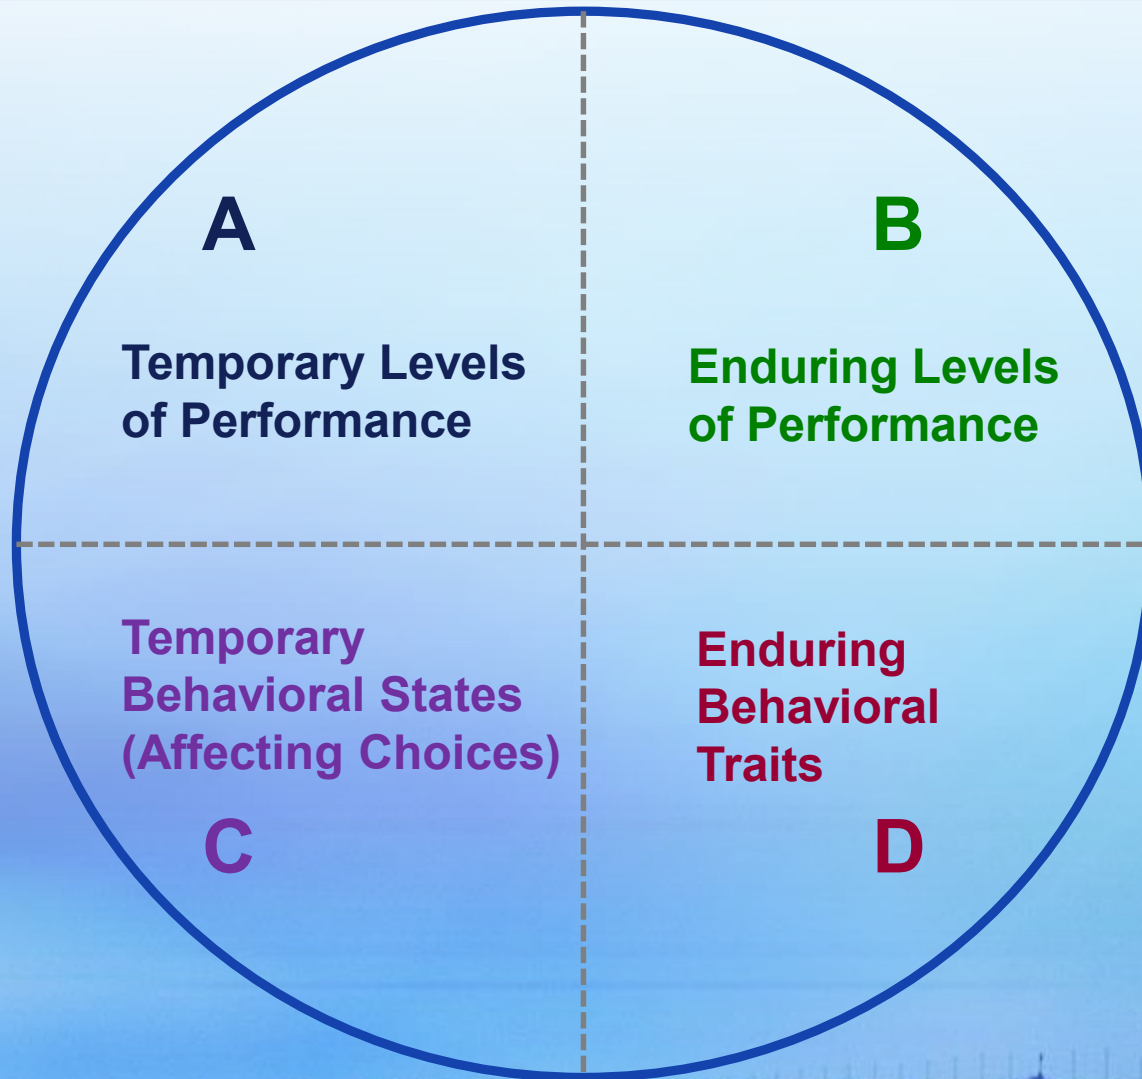 A
B
Temporary Levels
of Performance
Enduring Levels
of Performance
Temporary
Behavioral States
(Affecting Choices)
C
Enduring
Behavioral
Traits
D